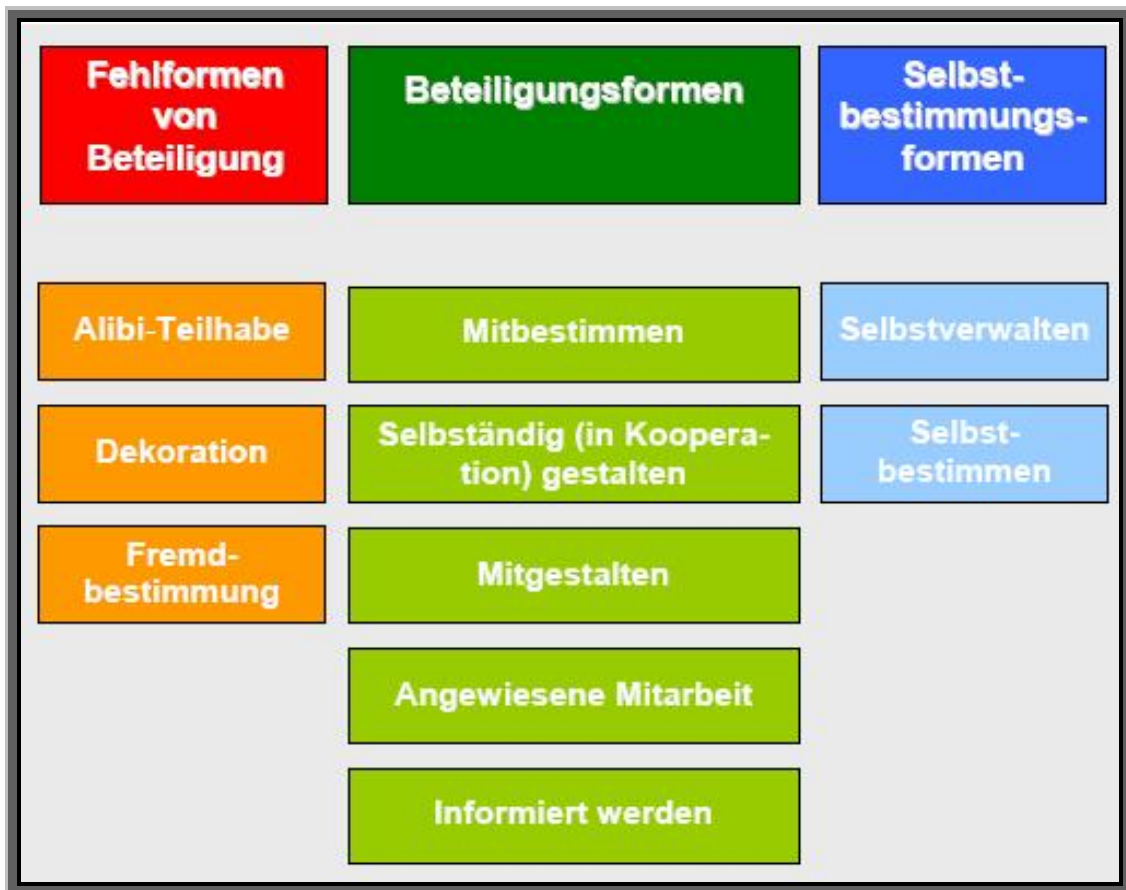 Fehlformen
von
Beteiligung
Beteiligungsformen
Selbst-
bestimmungs-
formen
Alibi-Teilhabe
Mitbestimmen
Selbstverwalten
Dekoration
Selbständig (in Koopera-
tion) gestalten
Selbst-
bestimmen
Fremd-
bestimmung
Mitgestalten
Angewiesene Mitarbeit
Informiert werden